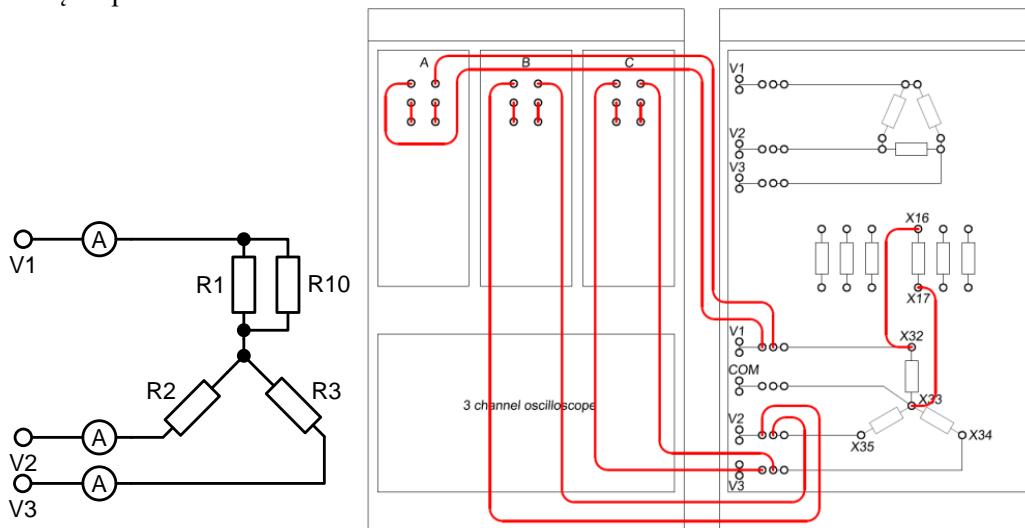 V1
A
R1
R10
R2
R3
A
V2
A
V3
A
B
C
3 channel oscilloscope
V1
V2
V3
X16
X17
V1
X32
COM
X33
V2
X35
X34
V3